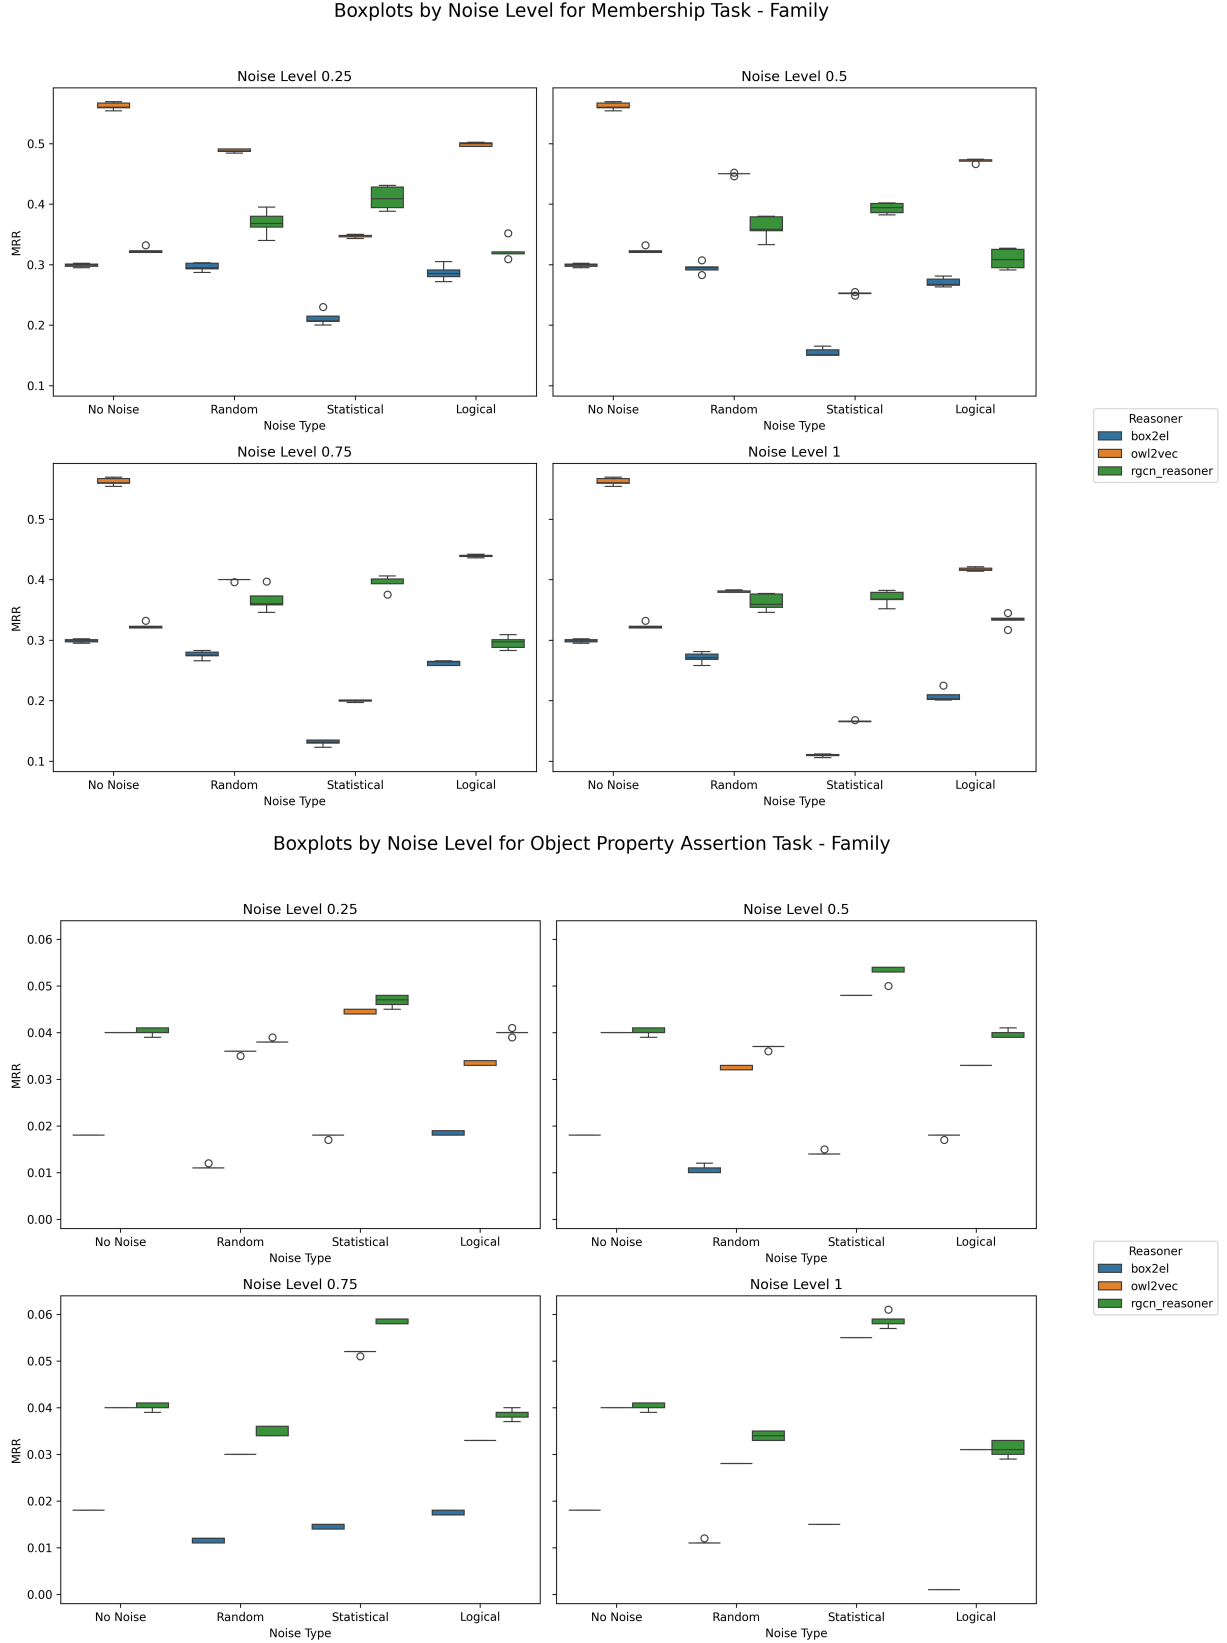 Boxplots by Noise Level for Membership Task - Family
Noise Level 0.25
Noise Level 0.5
0.5
0.4
0.3
0.2
0.1
MRR
No Noise Random Statistical Logical
Noise Type
No Noise Random Statistical Logical
Noise Type
Reasoner
box2el
owl2vec
rgcn_reasoner
Noise Level 0.75
Noise Level 1
0.5
0.4
0.3
0.2
0.1
MRR
No Noise Random Statistical Logical
Noise Type
No Noise Random Statistical Logical
Noise Type
Boxplots by Noise Level for Object Property Assertion Task - Family
Noise Level 0.25
Noise Level 0.5
0.06
0.05
0.04
0.03
0.02
0.01
0.00
MRR
No Noise Random Statistical Logical
Noise Type
No Noise Random Statistical Logical
Noise Type
Reasoner
box2el
owl2vec
rgcn_reasoner
Noise Level 0.75
Noise Level 1
0.06
0.05
0.04
0.03
0.02
0.01
0.00
MRR
No Noise Random Statistical Logical
Noise Type
No Noise Random Statistical Logical
Noise Type